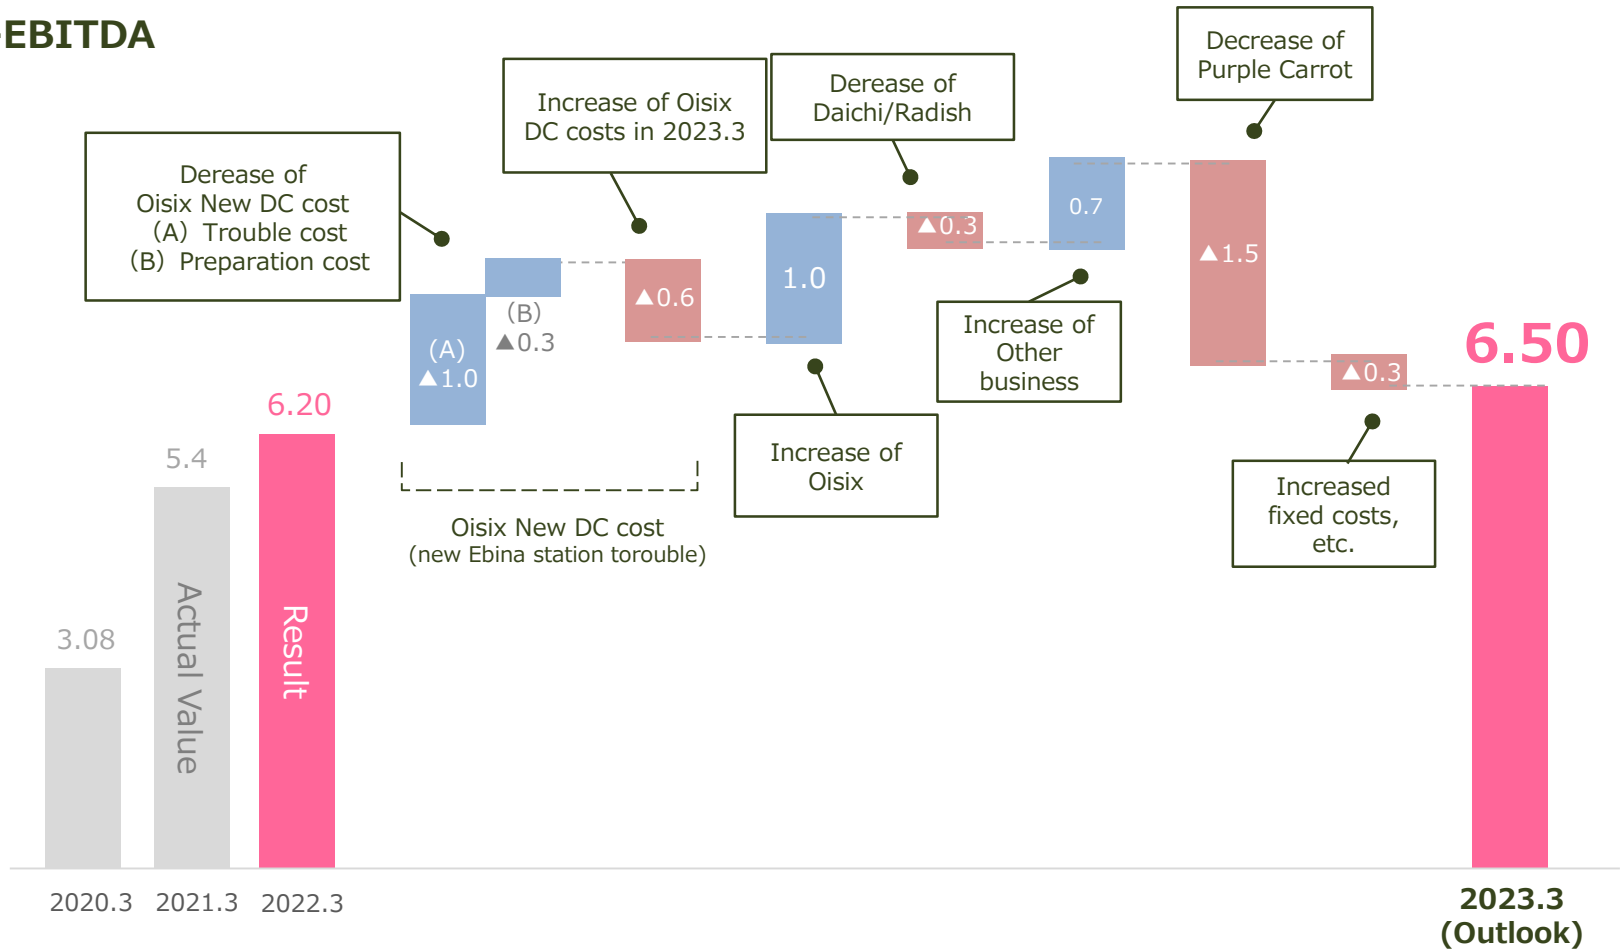 EBITDA
Derease of
Oisix New DC cost
（A）Trouble cost
（B）Preparation cost
Increase of Oisix
DC costs in 2023.3
Derease of
Daichi/Radish
Decrease of
Purple Carrot
(A)
▲1.0
(B)
▲0.3
▲0.6
1.0
▲0.3
0.7
▲1.5
▲0.3
Increase of
Oisix
Increase of
Other
business
Increased
fixed costs,
etc.
Oisix New DC cost
(new Ebina station torouble)
3.08
5.4
6.20
6.50
Actual Value
Result
2020.3
2021.3
2022.3
2023.3
(Outlook)